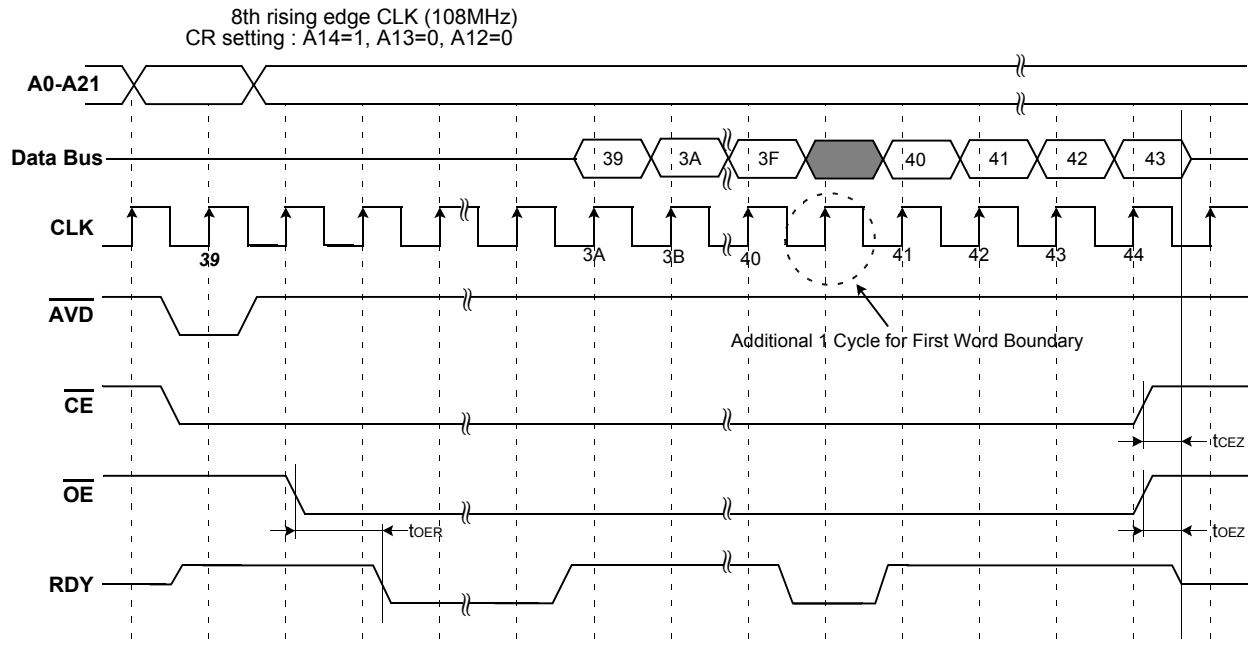 8th rising edge CLK (108MHz)
CR setting : A14=1, A13=0, A12=0
A0-A21
Data Bus
39 3A 3F 40 41 42 43
CLK
39 3A 3B 40 41 42 43 44
AVD
Additional 1 Cycle for First Word Boundary
CE
tCEZ
OE
tOER
tOEZ
RDY